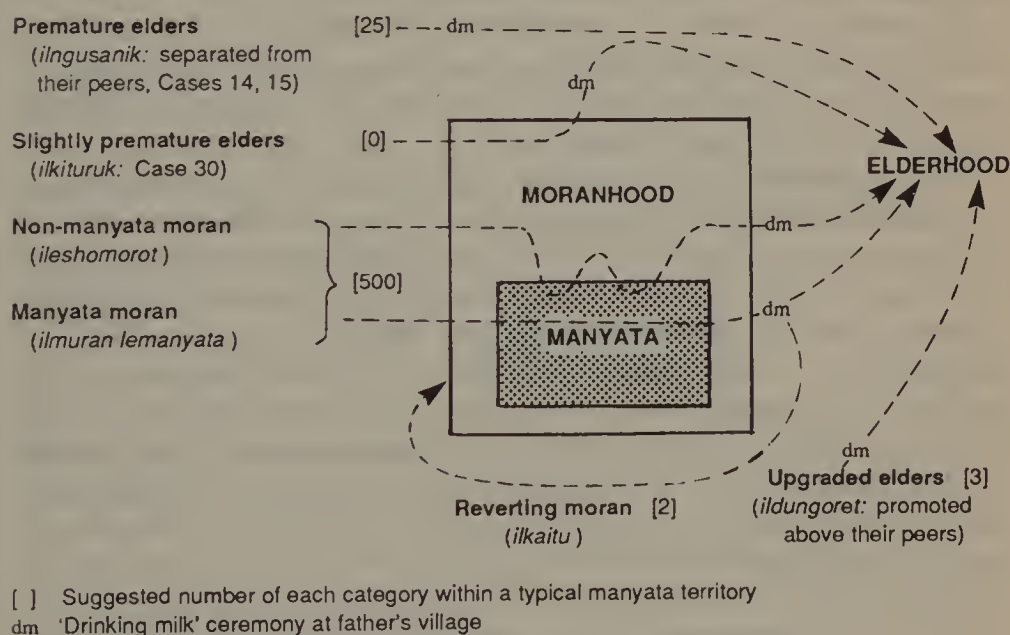 Premature elders [25] dm
(ilngusanik: separated from
their peers, Cases 14, 15)
dm
Slightly premature elders [0]
(ilkituruk: Case 30)
ELDERHOOD
MORANHOOD
Non-manyata moran
(ileshomorot)
dm
[500]
Manyata moran
(ilmuran lemanyata)
dm
MANYATA
dm
Upgraded elders [3]
(ildungoret: promoted
above their peers)
Reverting moran [2]
(ilkaitu)
[ ] Suggested number of each category within a typical manyata territory
dm 'Drinking milk' ceremony at father's village